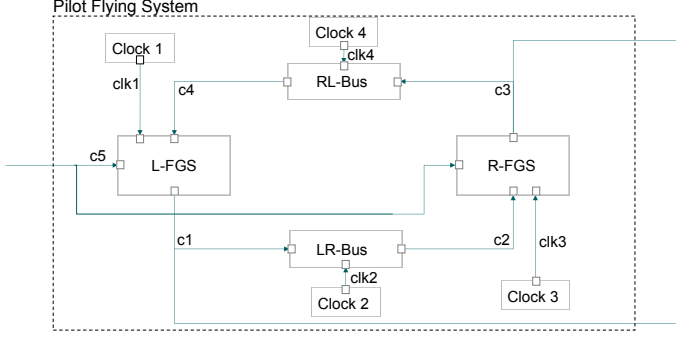 Pilot Flying System
Clock 1
Clock 4
clk4
clk1
c4
RL-Bus
c3
c5
L-FGS
R-FGS
c1
LR-Bus
c2
clk3
clk2
Clock 2
Clock 3